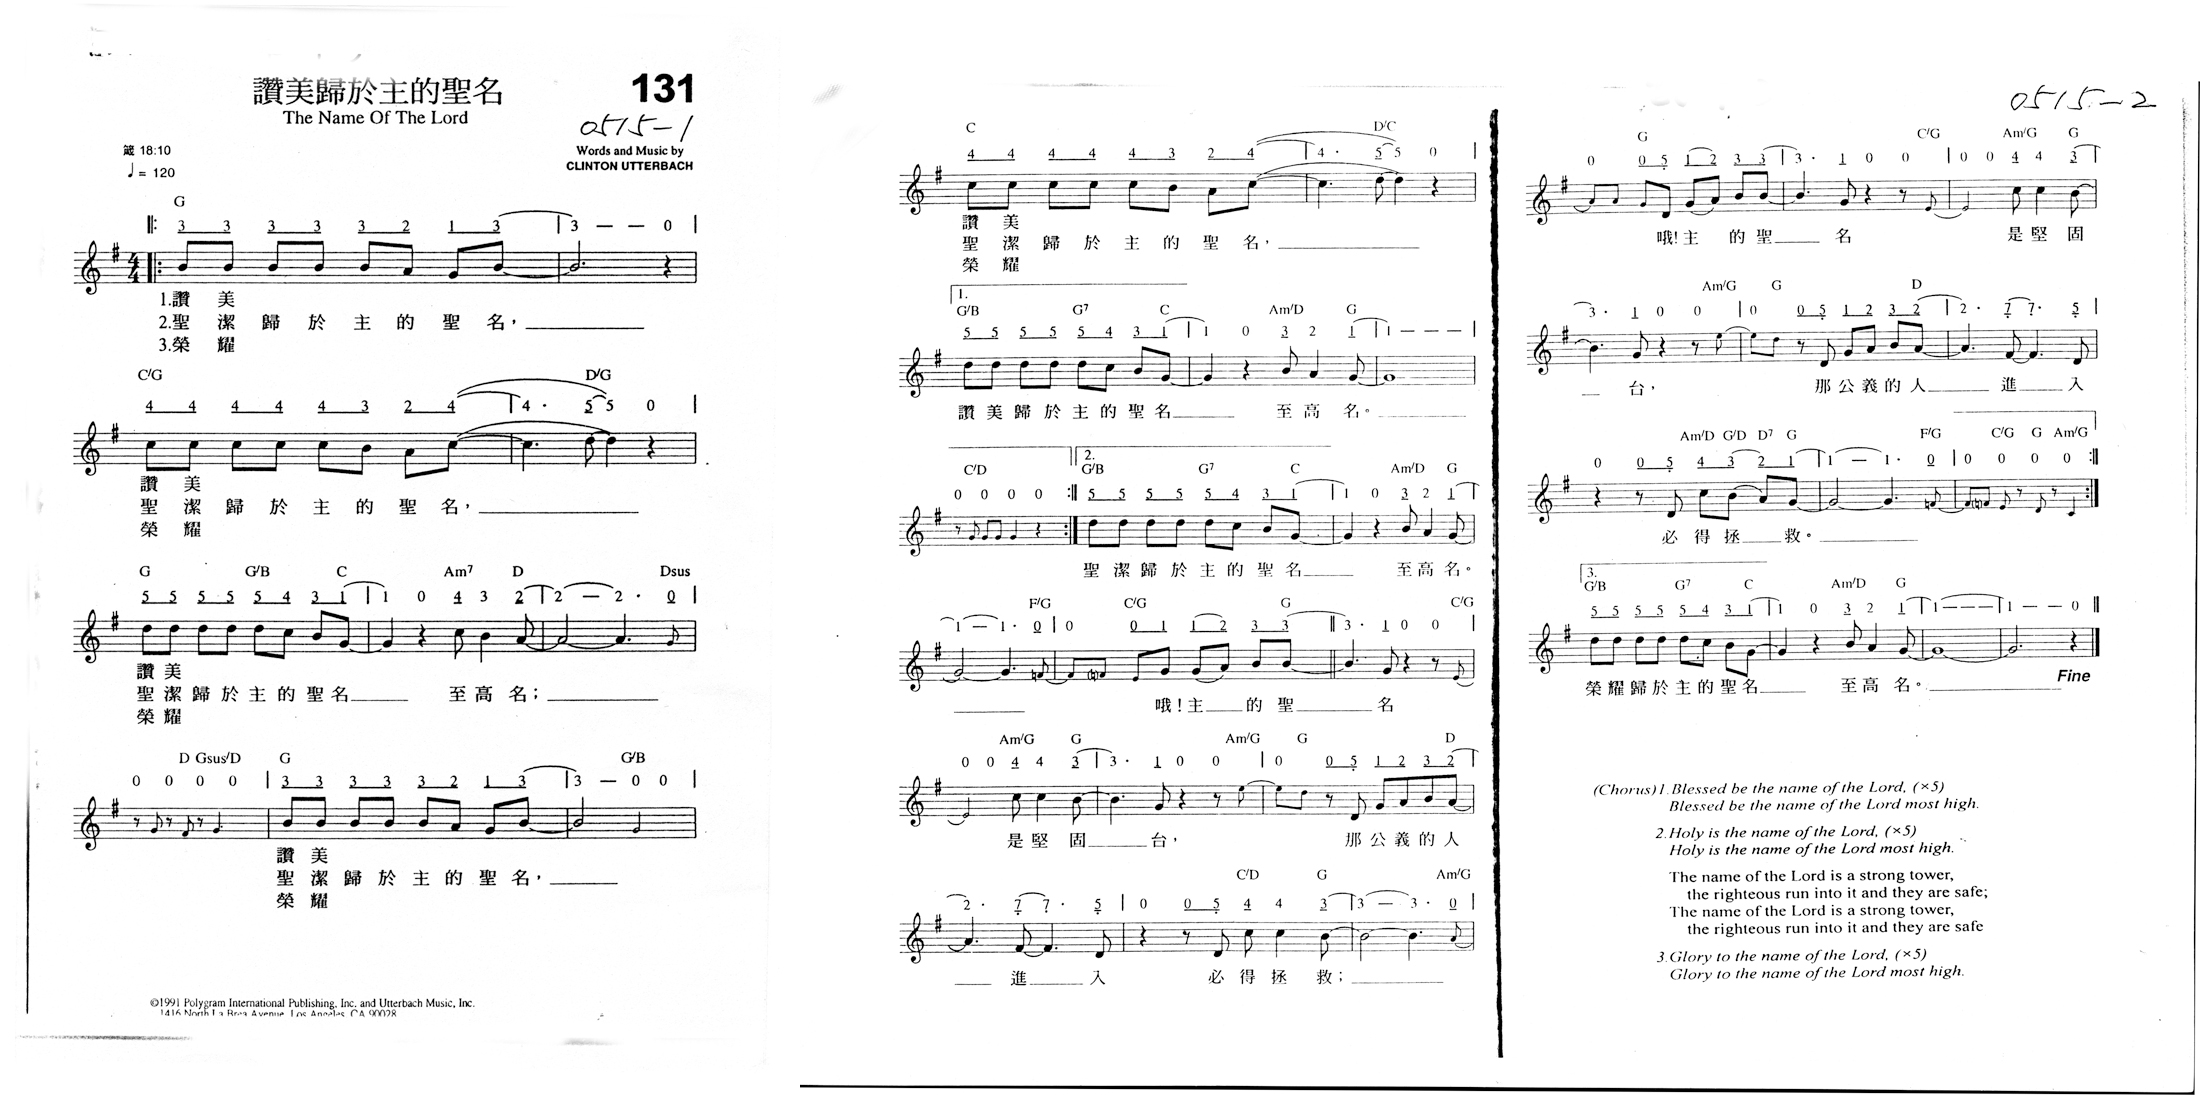 讚美歸於主的聖名
131
The Name Of The Lord
0515-1
箴 18:10
♩= 120
Words and Music by
CLINTON UTTERBACH
G
3 3 3 3 3 2 1 3 | 3 — — 0 |
1.讚 美
2.聖 潔 歸 於 主 的 聖 名，
3.榮 耀
C/G D/G
4 4 4 4 4 3 2 4 | 4 · 5 5 0 |
讚 美
聖 潔 歸 於 主 的 聖 名，
榮 耀
G G/B C Am7 D Dsus
5 5 5 5 5 4 3 1 | 1 0 4 3 2 | 2 — 2 · 0 |
讚 美
聖 潔 歸 於 主 的 聖 名 至 高 名；
榮 耀
D Gsus/D G G/B
0 0 0 0 | 3 3 3 3 3 2 1 3 | 3 — 0 0 |
讚 美
聖 潔 歸 於 主 的 聖 名，
榮 耀
©1991 Polygram International Publishing, Inc. and Utterbach Music, Inc.
1416 North La Brea Avenue, Los Angeles, CA 90028
C D/C
4 4 4 4 4 3 2 4 | 4 · 5 5 0 |
讚 美
聖 潔 歸 於 主 的 聖 名，
榮 耀
1.
G/B G7 C Am/D G
5 5 5 5 5 4 3 1 | 1 0 3 2 1 | 1 — — — |
讚 美 歸 於 主 的 聖 名 至 高 名。
2.
C/D G/B G7 C Am/D G
0 0 0 0 :‖ 5 5 5 5 5 4 3 1 | 1 0 3 2 1 |
聖 潔 歸 於 主 的 聖 名 至 高 名。
F/G C/G G C/G
1 — 1 · 0 | 0 0 1 1 2 3 3 ‖ 3 · 1 0 0 |
哦！主 的 聖 名
Am/G G Am/G G D
0 0 4 4 3 | 3 · 1 0 0 | 0 0 5 1 2 3 2 |
是 堅 固 台， 那 公 義 的 人
C/D G Am/G
2 · 7 7 · 5 | 0 0 5 4 4 3 | 3 — 3 · 0 |
進 入 必 得 拯 救；
0515-2
G C/G Am/G G
0 0 5 1 2 3 3 | 3 · 1 0 0 | 0 0 4 4 3 |
哦！主 的 聖 名 是 堅 固
Am/G G D
3 · 1 0 0 | 0 0 5 1 2 3 2 | 2 · 7 7 · 5 |
台， 那 公 義 的 人 進 入
Am/D G/D D7 G F/G C/G G Am/G
0 0 5 4 3 2 1 | 1 — 1 · 0 | 0 0 0 0 :‖
必 得 拯 救。
3.
G/B G7 C Am/D G
5 5 5 5 5 4 3 1 | 1 0 3 2 1 | 1 — — — | 1 — — 0 ‖
榮 耀 歸 於 主 的 聖 名 至 高 名。
Fine
(Chorus) 1.Blessed be the name of the Lord, (×5)
Blessed be the name of the Lord most high.
2.Holy is the name of the Lord, (×5)
Holy is the name of the Lord most high.
The name of the Lord is a strong tower,
the righteous run into it and they are safe;
The name of the Lord is a strong tower,
the righteous run into it and they are safe
3.Glory to the name of the Lord, (×5)
Glory to the name of the Lord most high.